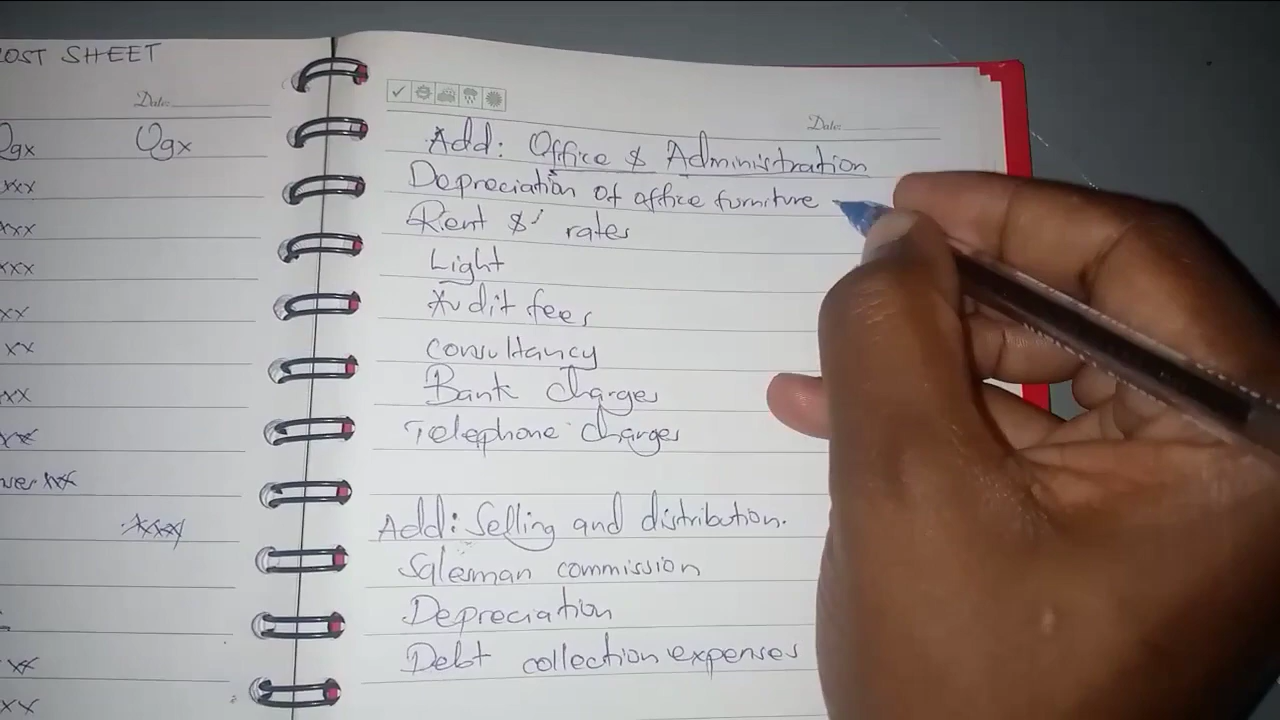 COST SHEET
Date:
Ugx Ugx
xxx
xxx
xxx
xx
xx
xx
xx
xxx
xxxx
xx
xx
Date:
Add: Office & Administration
Depreciation of office furniture
Rent & rates
Light
Audit fees
Consultancy
Bank charges
Telephone charges
Add: Selling and distribution.
Salesman commission
Depreciation
Debt collection expenses